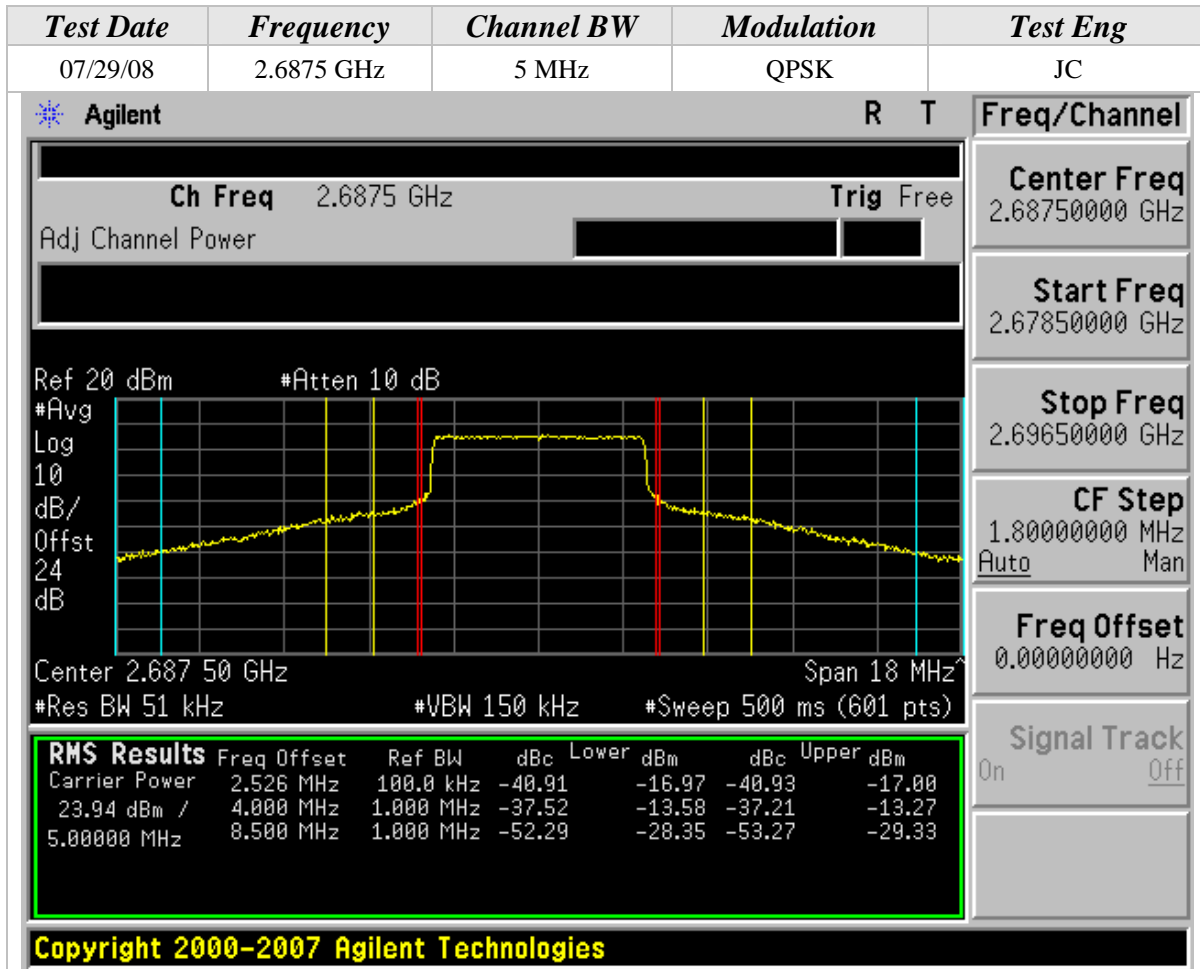 Test Date Frequency Channel BW Modulation Test Eng
07/29/08 2.6875 GHz 5 MHz QPSK JC
Agilent R T Freq/Channel
Ch Freq 2.6875 GHz Trig Free
Adj Channel Power
Center Freq
2.68750000 GHz
Start Freq
2.67850000 GHz
Stop Freq
2.69650000 GHz
CF Step
1.80000000 MHz
Auto Man
Freq Offset
0.00000000 Hz
Signal Track
On Off
Ref 20 dBm #Atten 10 dB
#Avg
Log
10
dB/
Offst
24
dB
Center 2.687 50 GHz Span 18 MHz^
#Res BW 51 kHz #VBW 150 kHz #Sweep 500 ms (601 pts)
RMS Results Freq Offset Ref BW dBc Lower dBm dBc Upper dBm
Carrier Power 2.526 MHz 100.0 kHz -40.91 -16.97 -40.93 -17.00
23.94 dBm / 4.000 MHz 1.000 MHz -37.52 -13.58 -37.21 -13.27
5.00000 MHz 8.500 MHz 1.000 MHz -52.29 -28.35 -53.27 -29.33
Copyright 2000-2007 Agilent Technologies